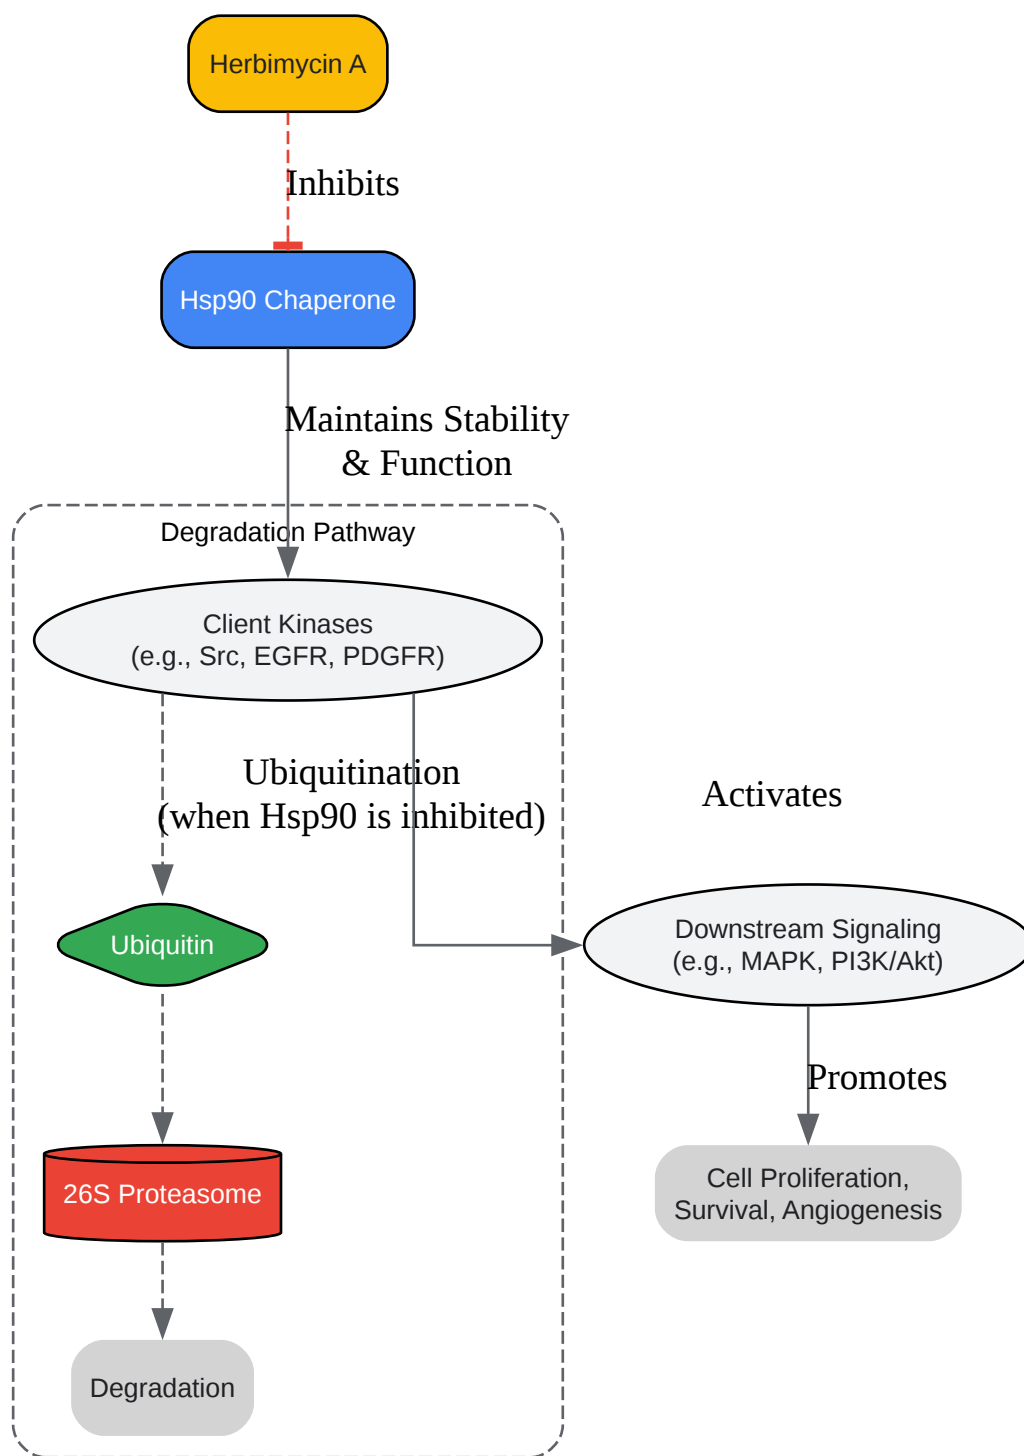 Herbimycin A
Inhibits
Hsp90 Chaperone
Maintains Stability
& Function
Degradation Pathway
Client Kinases
(e.g., Src, EGFR, PDGFR)
Ubiquitination
(when Hsp90 is inhibited)
Activates
Ubiquitin
Downstream Signaling
(e.g., MAPK, PI3K/Akt)
Promotes
26S Proteasome
Cell Proliferation,
Survival, Angiogenesis
Degradation